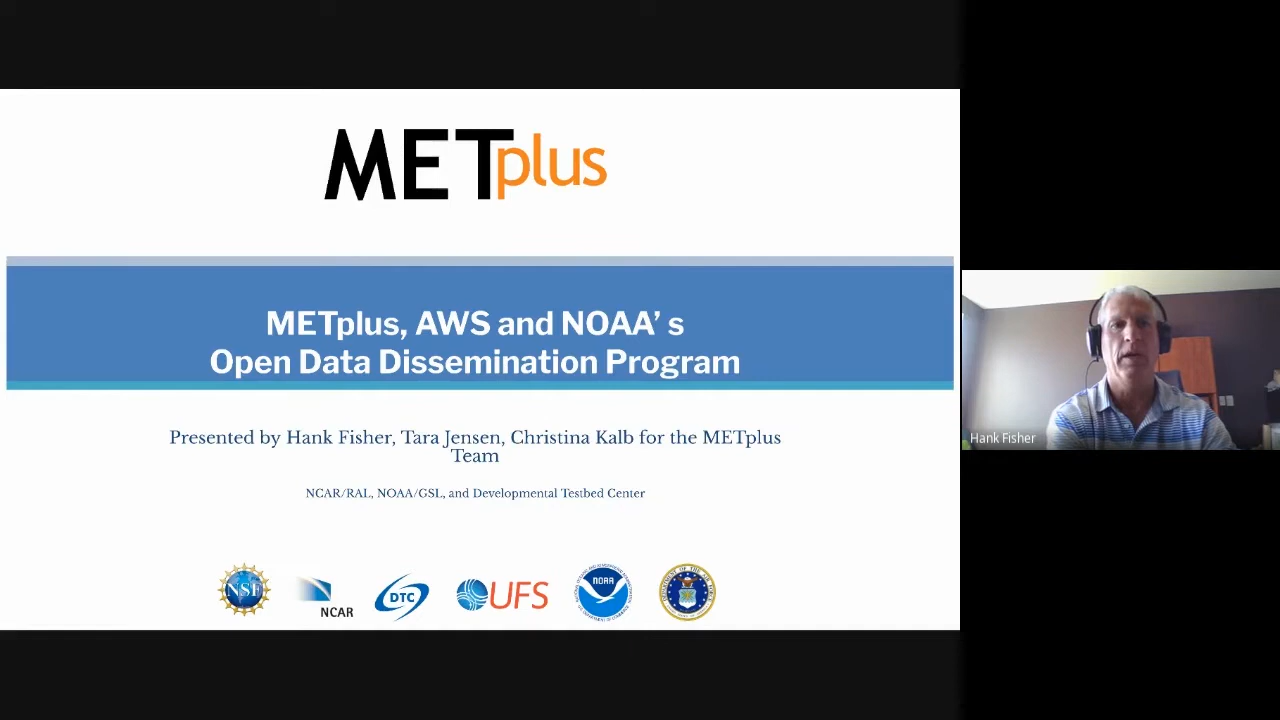 METplus
METplus, AWS and NOAA’ s
Open Data Dissemination Program
Presented by Hank Fisher, Tara Jensen, Christina Kalb for the METplus
Team
NCAR/RAL, NOAA/GSL, and Developmental Testbed Center
NSF
NCAR
DTC
UFS
NOAA
Hank Fisher